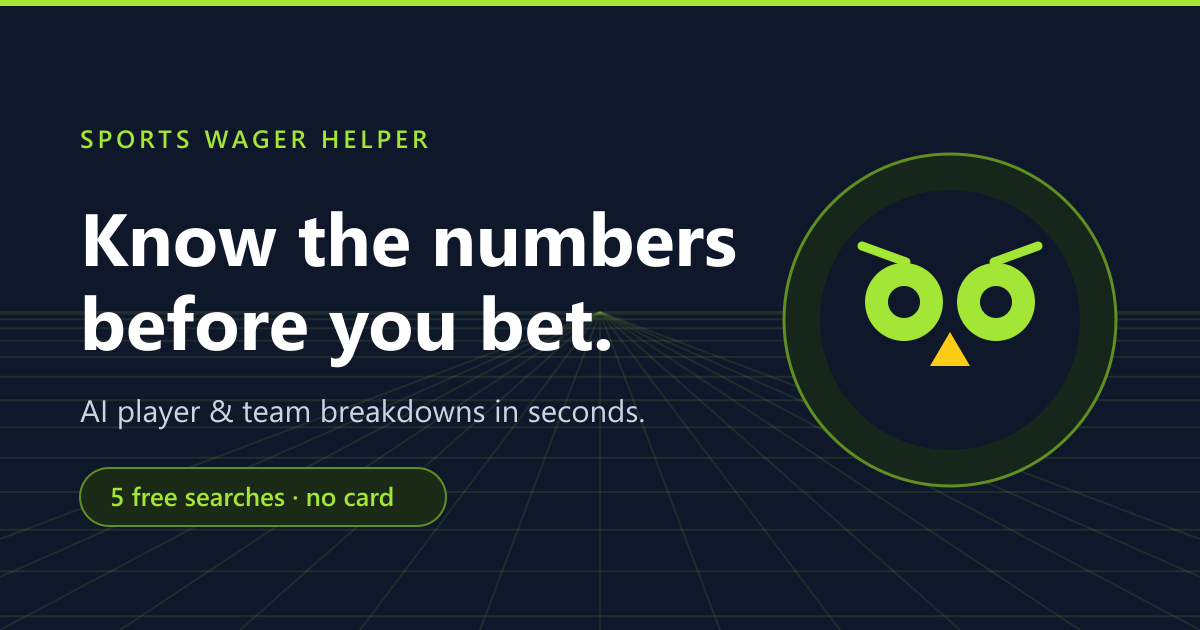 SPORTS WAGER HELPER
Know the numbers
before you bet.
AI player & team breakdowns in seconds.
5 free searches · no card